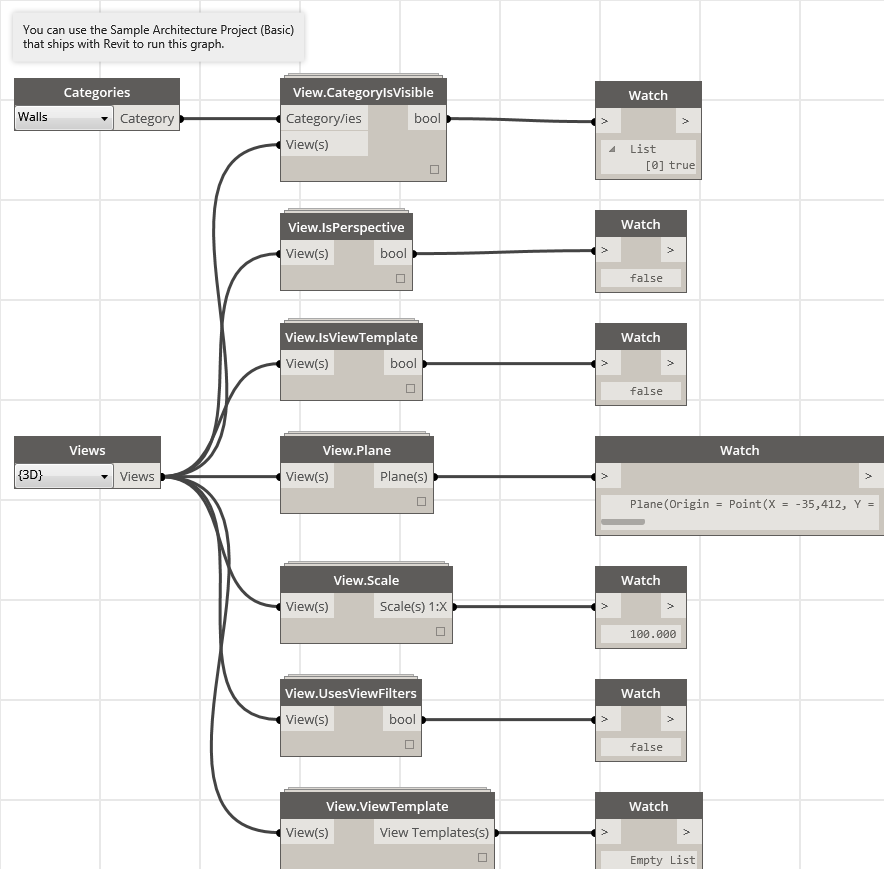 You can use the Sample Architecture Project (Basic)
that ships with Revit to run this graph.
Categories
Walls
Category
View.CategoryIsVisible
Category/ies
bool
View(s)
Watch
>
>
List
[0] true
View.IsPerspective
View(s)
bool
Watch
>
>
false
View.IsViewTemplate
View(s)
bool
Watch
>
>
false
Views
{3D}
Views
View.Plane
View(s)
Plane(s)
Watch
>
>
Plane(Origin = Point(X = -35,412, Y =
View.Scale
View(s)
Scale(s) 1:X
Watch
>
>
100.000
View.UsesViewFilters
View(s)
bool
Watch
>
>
false
View.ViewTemplate
View(s)
View Templates(s)
Watch
>
>
Empty List